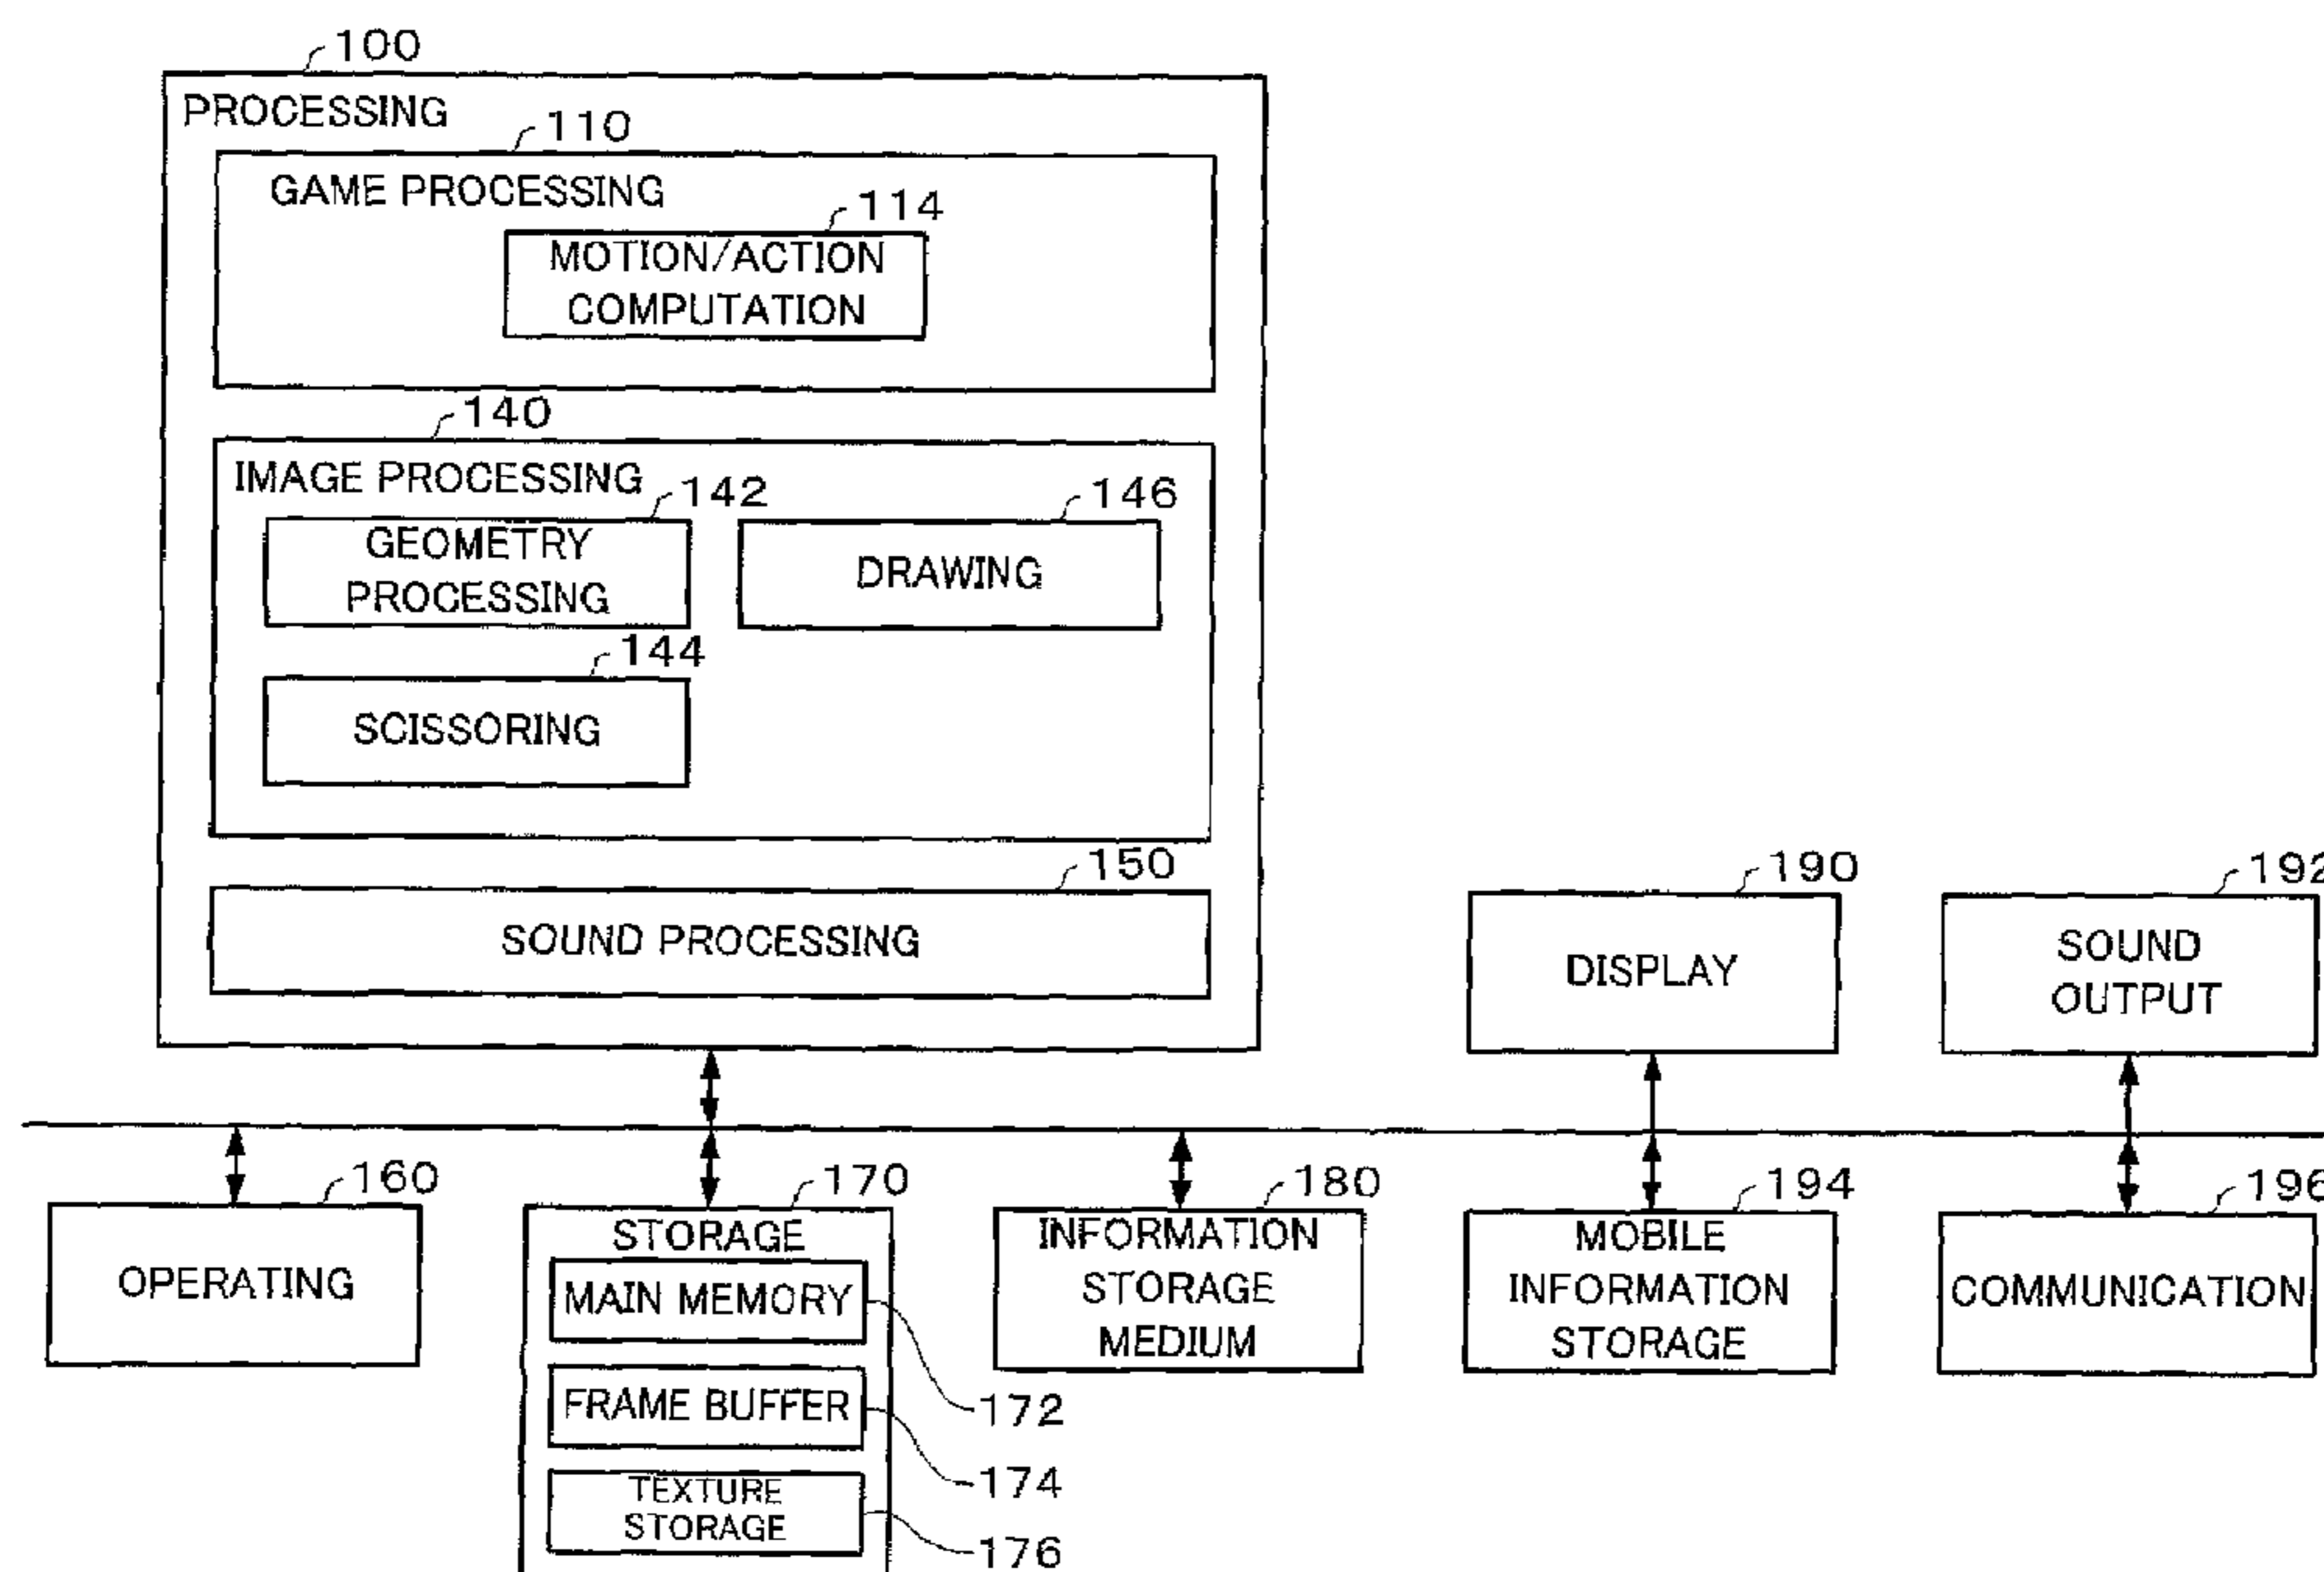 100
PROCESSING
110
GAME PROCESSING
114
MOTION/ACTION
COMPUTATION
140
IMAGE PROCESSING
142
GEOMETRY
PROCESSING
146
DRAWING
144
SCISSORING
150
SOUND PROCESSING
190
DISPLAY
192
SOUND
OUTPUT
160
OPERATING
170
STORAGE
MAIN MEMORY
172
FRAME BUFFER
174
TEXTURE
STORAGE
176
180
INFORMATION
STORAGE
MEDIUM
194
MOBILE
INFORMATION
STORAGE
196
COMMUNICATION